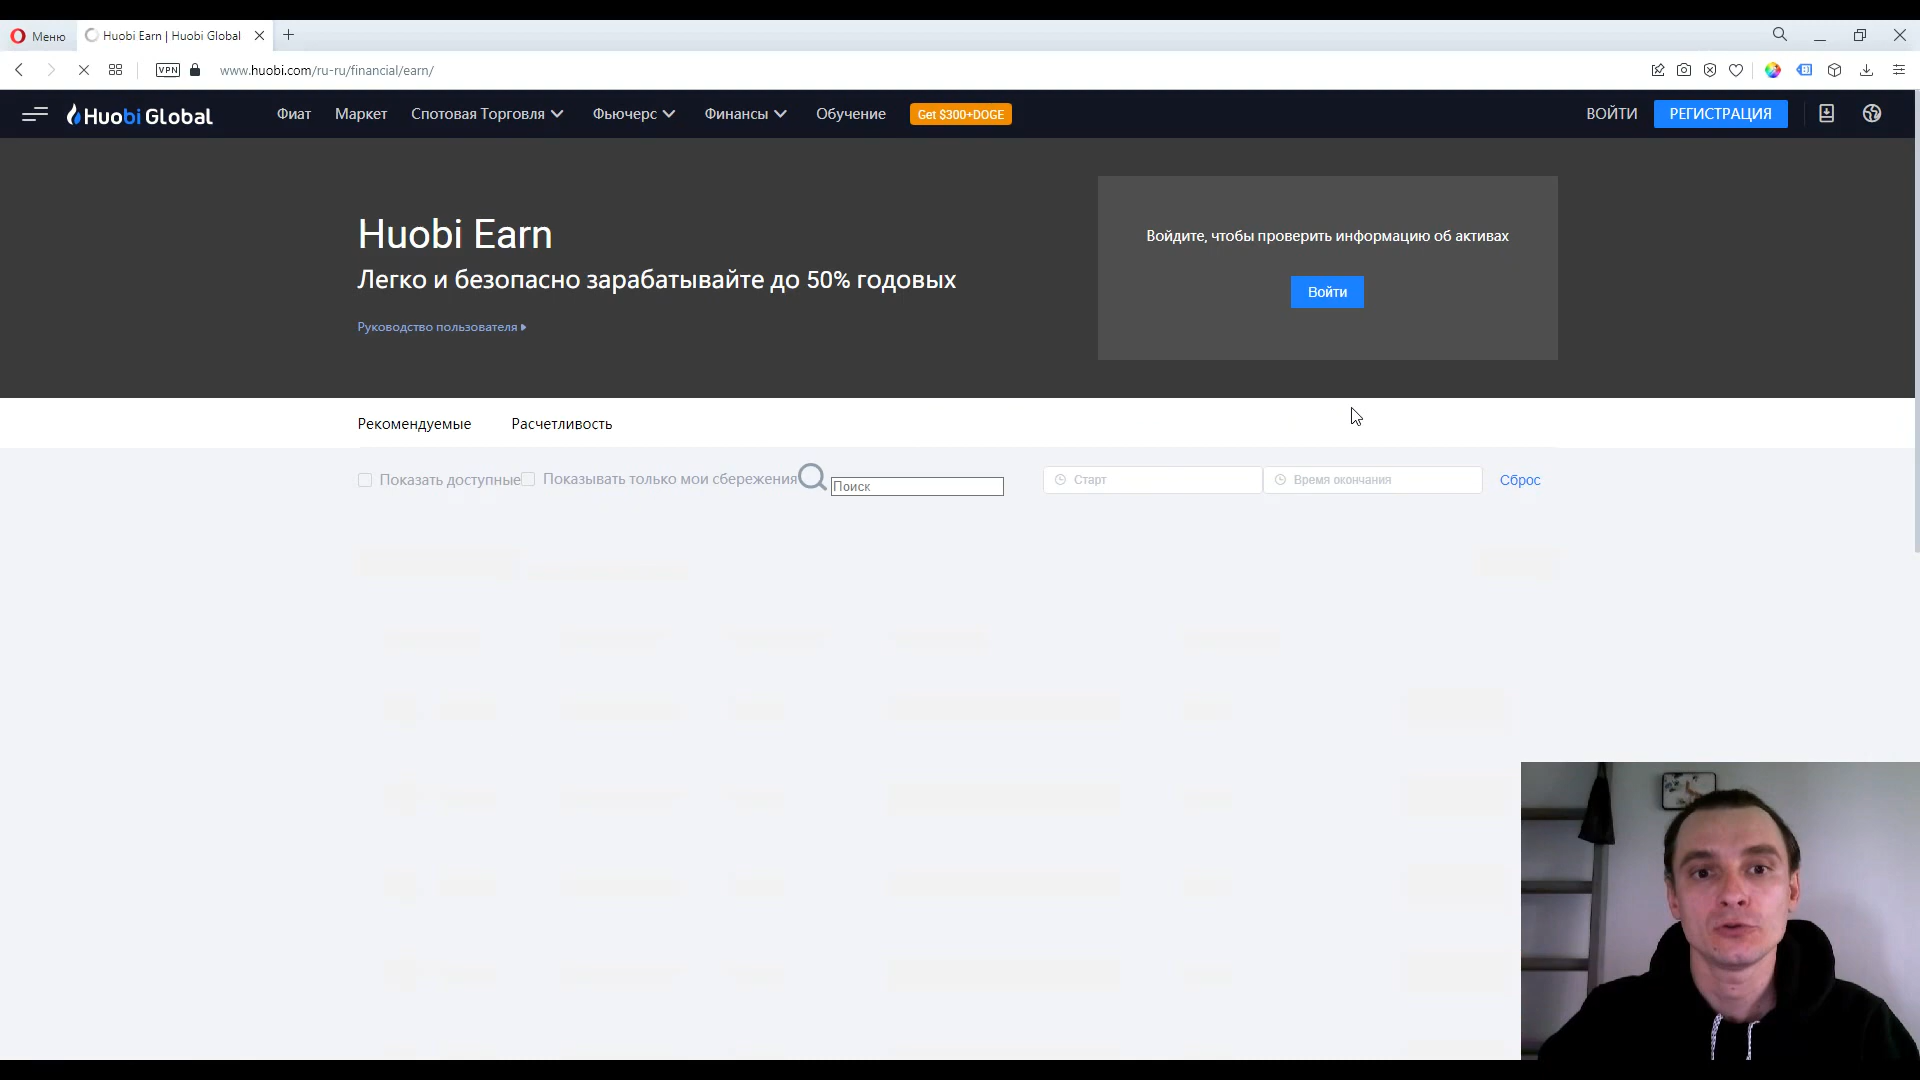 Меню
Huobi Earn | Huobi Global
VPN
www.huobi.com/ru-ru/financial/earn/
Huobi Global
Фиат
Маркет
Спотовая Торговля
Фьючерс
Финансы
Обучение
Get $300+DOGE
ВОЙТИ
РЕГИСТРАЦИЯ
Huobi Earn
Легко и безопасно зарабатывайте до 50% годовых
Руководство пользователя
Войдите, чтобы проверить информацию об активах
Войти
Рекомендуемые
Расчетливость
Показать доступные
Показывать только мои сбережения
Поиск
Старт
Время окончания
Сброс